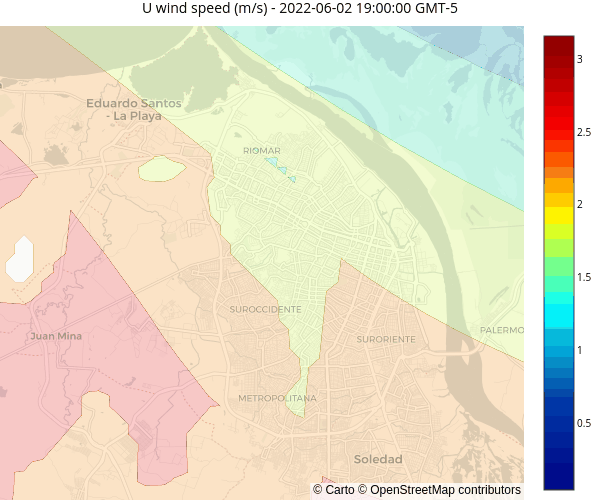 U wind speed (m/s) - 2022-06-02 19:00:00 GMT-5
3
Eduardo Santos
- La Playa
2.5
RIOMAR
2
1.5
SUROCCIDENTE
PALERMO
Juan Mina
SURORIENTE
1
METROPOLITANA
0.5
Soledad
© Carto © OpenStreetMap contributors